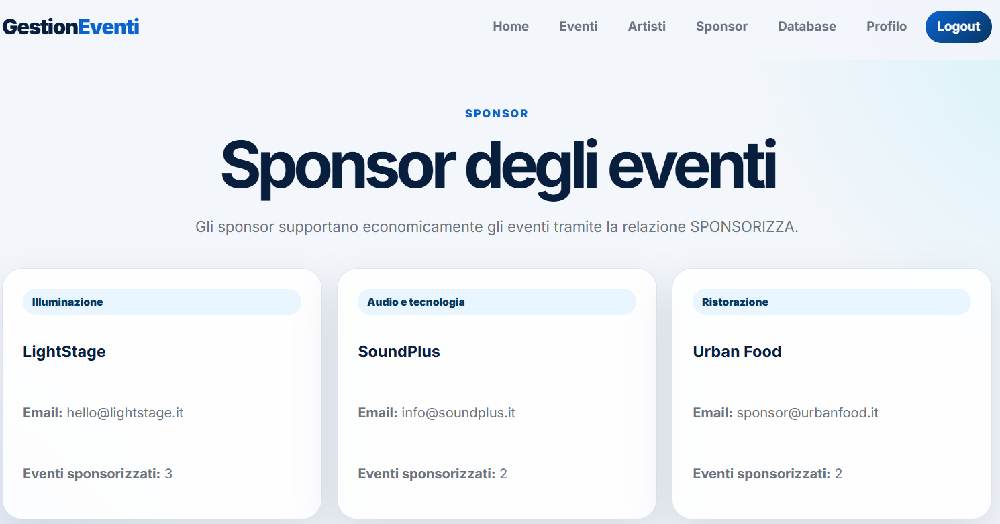 GestionEventi
Home Eventi Artisti Sponsor Database Profilo Logout
SPONSOR
Sponsor degli eventi
Gli sponsor supportano economicamente gli eventi tramite la relazione SPONSORIZZA.
Illuminazione
LightStage
Email: hello@lightstage.it
Eventi sponsorizzati: 3
Audio e tecnologia
SoundPlus
Email: info@soundplus.it
Eventi sponsorizzati: 2
Ristorazione
Urban Food
Email: sponsor@urbanfood.it
Eventi sponsorizzati: 2